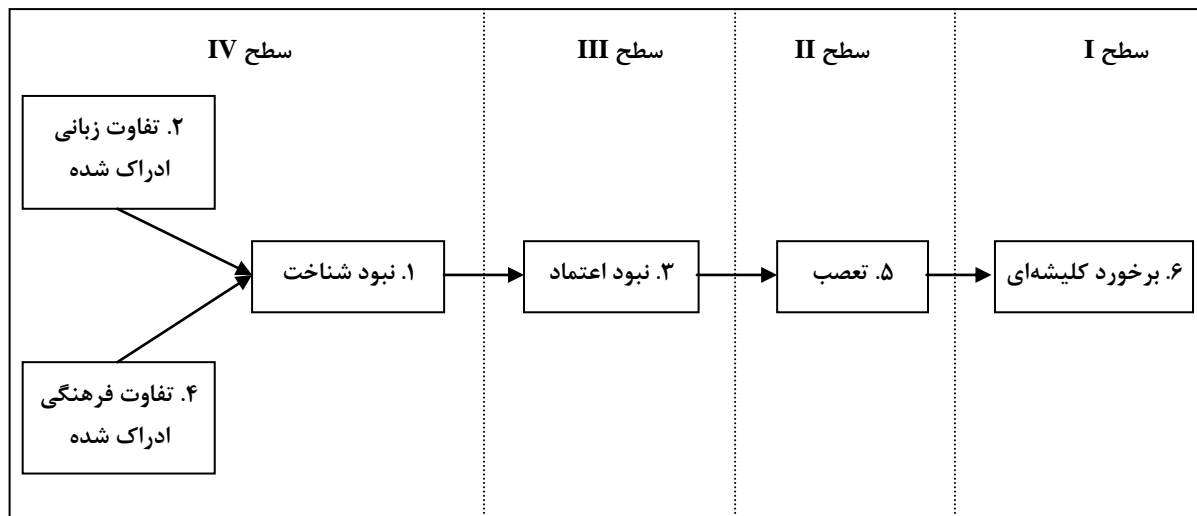 سطح I
سطح II
سطح III
سطح IV
۲. تفاوت زبانی
ادراک شده
۶. برخورد کلیشه‌ای
۵. تعصب
۳. نبود اعتماد
۱. نبود شناخت
۴. تفاوت فرهنگی
ادراک شده